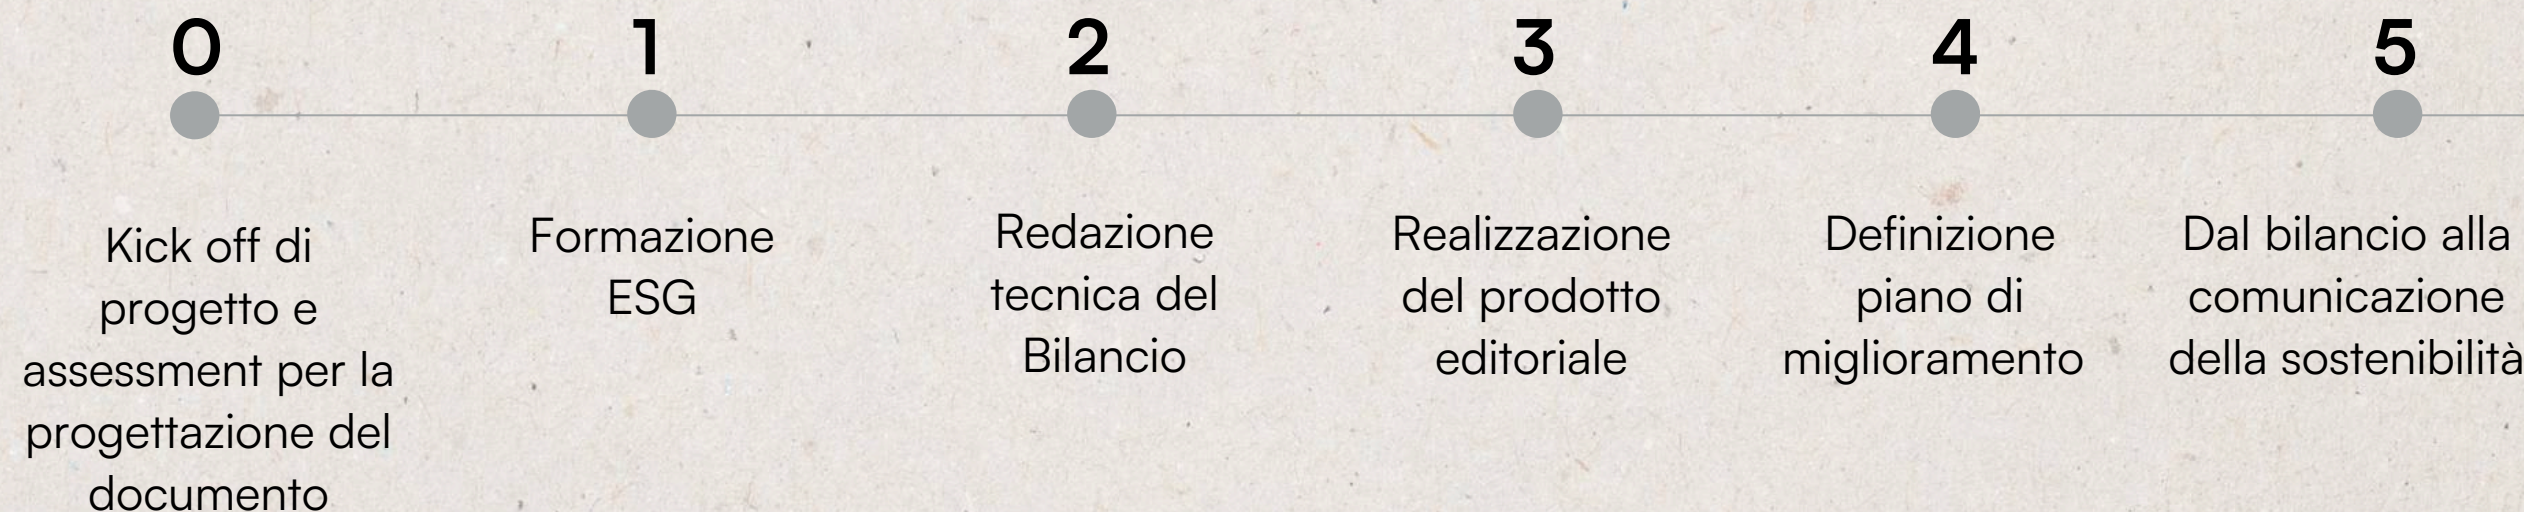 0
Kick off di
progetto e
assessment per la
progettazione del
documento
1
Formazione
ESG
2
Redazione
tecnica del
Bilancio
3
Realizzazione
del prodotto
editoriale
4
Definizione
piano di
miglioramento
5
Dal bilancio alla
comunicazione
della sostenibilità